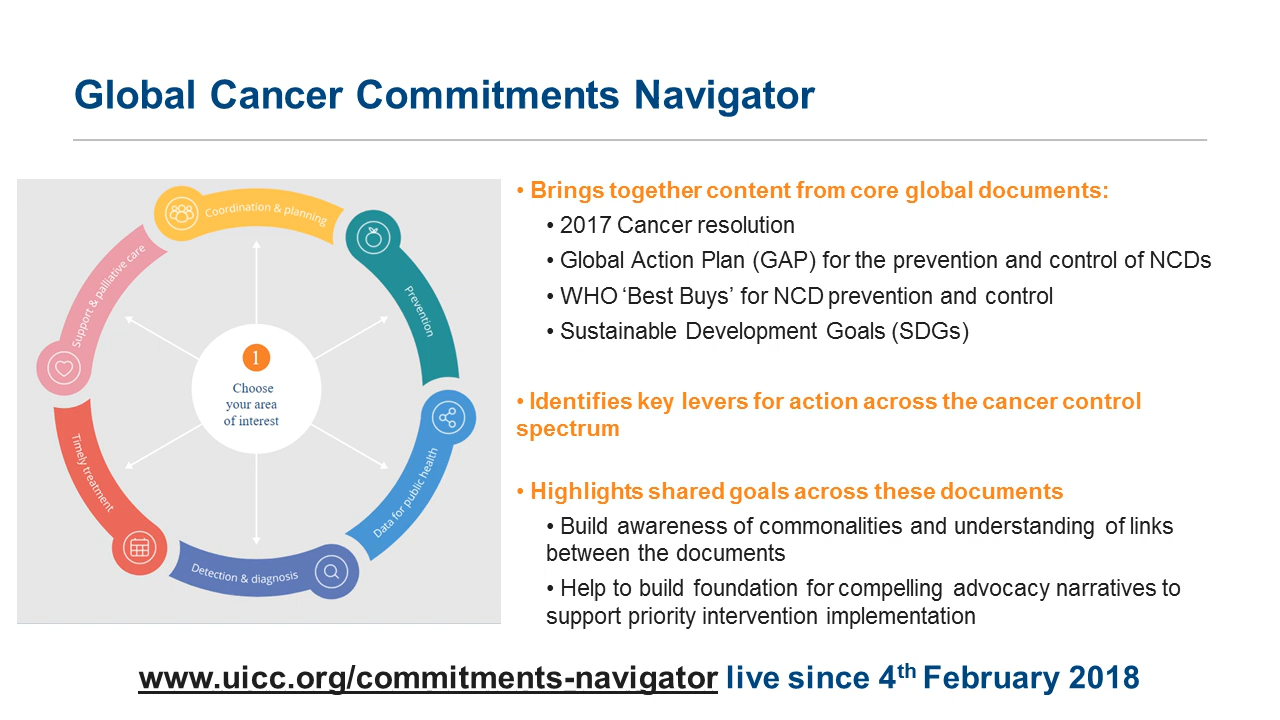 Global Cancer Commitments Navigator
Coordination & planning
Prevention
Data for public health
Detection & diagnosis
Timely treatment
Support & palliative care
1
Choose
your area
of interest
• Brings together content from core global documents:
• 2017 Cancer resolution
• Global Action Plan (GAP) for the prevention and control of NCDs
• WHO ‘Best Buys’ for NCD prevention and control
• Sustainable Development Goals (SDGs)
• Identifies key levers for action across the cancer control
spectrum
• Highlights shared goals across these documents
• Build awareness of commonalities and understanding of links
between the documents
• Help to build foundation for compelling advocacy narratives to
support priority intervention implementation
www.uicc.org/commitments-navigator live since 4th February 2018